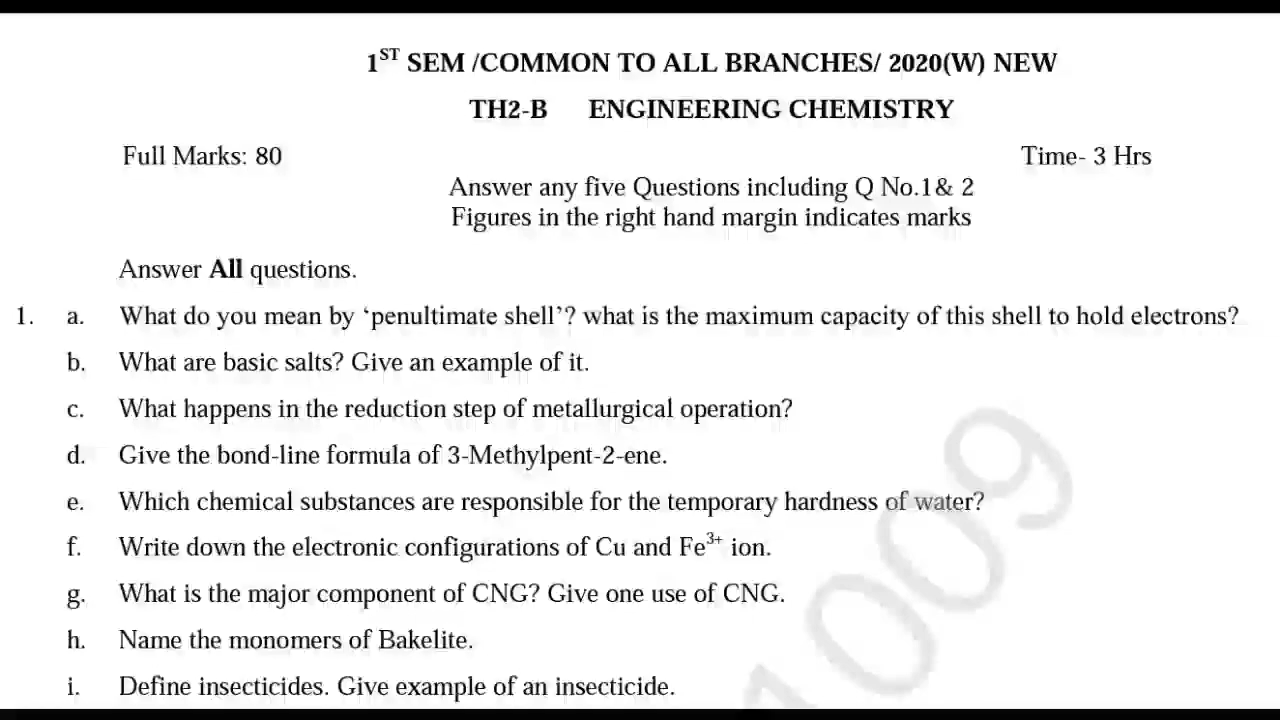 1ST SEM /COMMON TO ALL BRANCHES/ 2020(W) NEW
TH2-B ENGINEERING CHEMISTRY
Full Marks: 80 Time- 3 Hrs
Answer any five Questions including Q No.1& 2
Figures in the right hand margin indicates marks
Answer All questions.
1. a. What do you mean by ‘penultimate shell’? what is the maximum capacity of this shell to hold electrons?
b. What are basic salts? Give an example of it.
c. What happens in the reduction step of metallurgical operation?
d. Give the bond-line formula of 3-Methylpent-2-ene.
e. Which chemical substances are responsible for the temporary hardness of water?
f. Write down the electronic configurations of Cu and Fe3+ ion.
g. What is the major component of CNG? Give one use of CNG.
h. Name the monomers of Bakelite.
i. Define insecticides. Give example of an insecticide.
1009